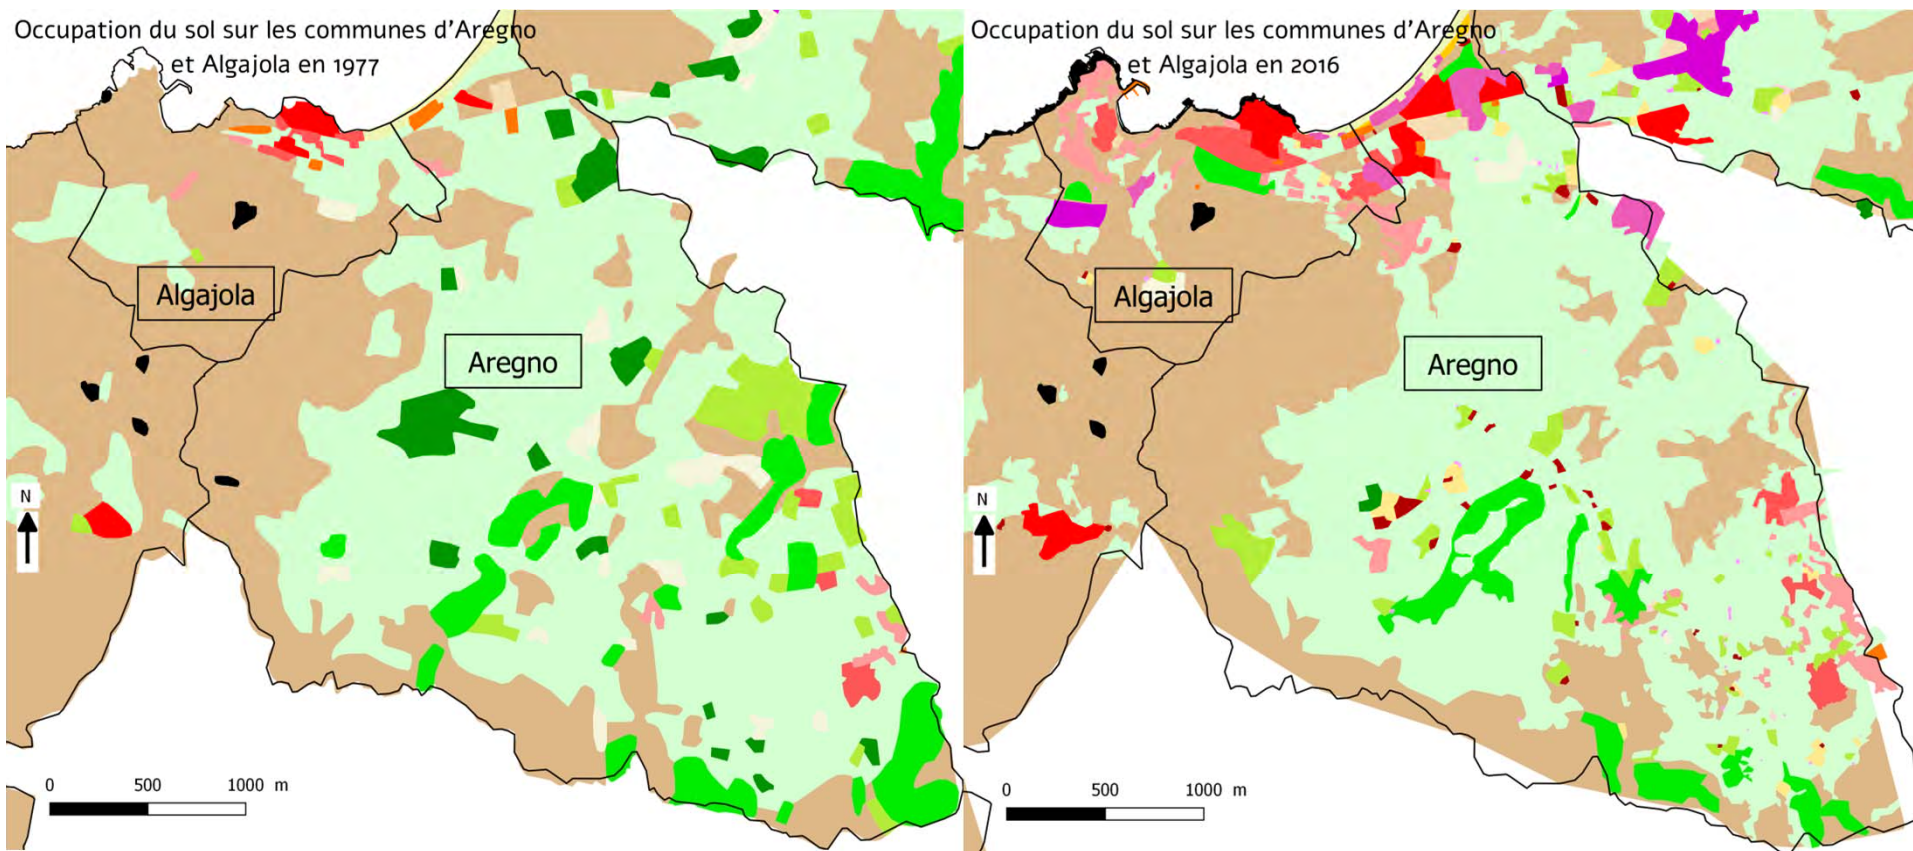 Occupation du sol sur les communes d'Aregno
et Algajola en 1977
Algajola
Aregno
N
0 500 1000 m
Occupation du sol sur les communes d'Aregno
et Algajola en 2016
Algajola
Aregno
N
0 500 1000 m